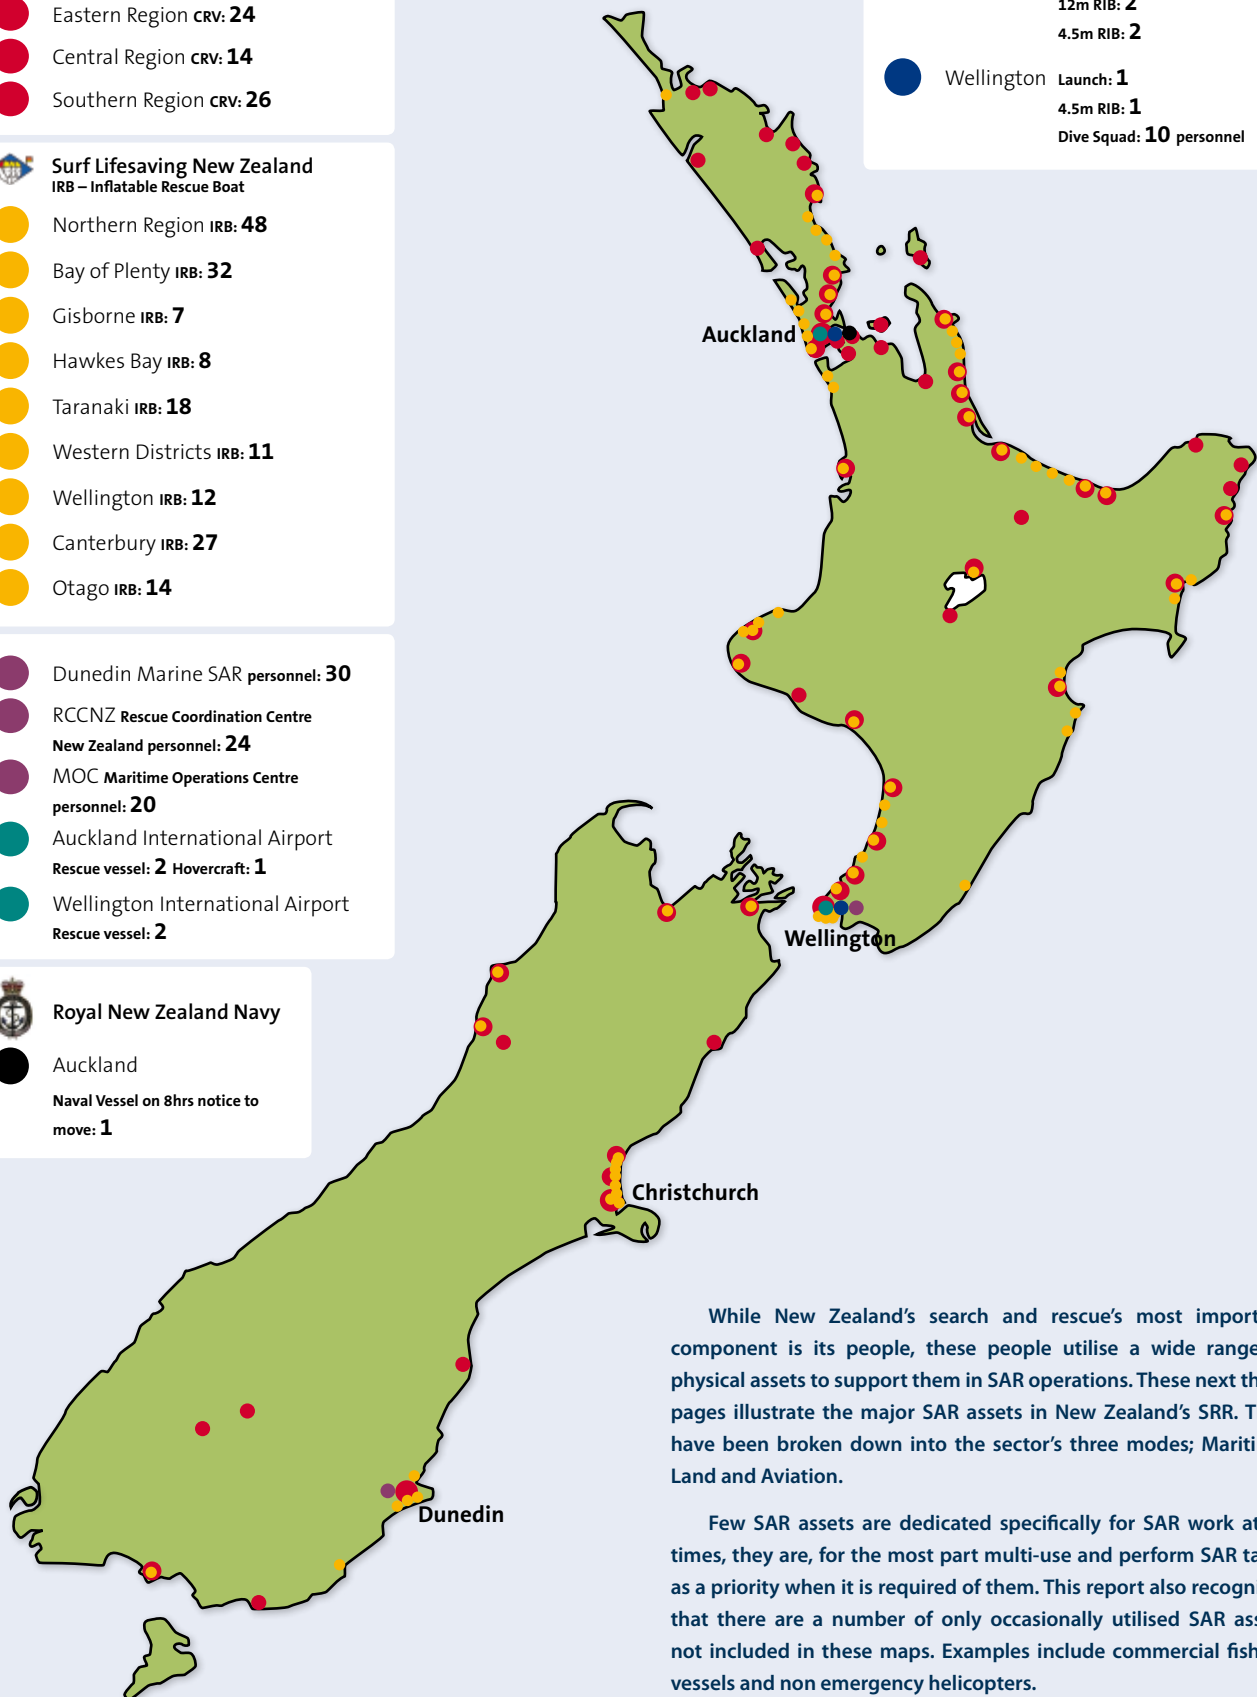 Eastern Region CRV: 24
Central Region CRV: 14
Southern Region CRV: 26
Surf Lifesaving New Zealand
IRB – Inflatable Rescue Boat
Northern Region IRB: 48
Bay of Plenty IRB: 32
Gisborne IRB: 7
Hawkes Bay IRB: 8
Taranaki IRB: 18
Western Districts IRB: 11
Wellington IRB: 12
Canterbury IRB: 27
Otago IRB: 14
Dunedin Marine SAR personnel: 30
RCCNZ Rescue Coordination Centre
New Zealand personnel: 24
MOC Maritime Operations Centre
personnel: 20
Auckland International Airport
Rescue vessel: 2 Hovercraft: 1
Wellington International Airport
Rescue vessel: 2
Royal New Zealand Navy
Auckland
Naval Vessel on 8hrs notice to
move: 1
12m RIB: 2
4.5m RIB: 2
Wellington Launch: 1
4.5m RIB: 1
Dive Squad: 10 personnel
Auckland
Wellington
Christchurch
Dunedin
While New Zealand's search and rescue's most import
component is its people, these people utilise a wide range
physical assets to support them in SAR operations. These next th
pages illustrate the major SAR assets in New Zealand's SRR. T
have been broken down into the sector's three modes; Mariti
Land and Aviation.
Few SAR assets are dedicated specifically for SAR work at
times, they are, for the most part multi-use and perform SAR ta
as a priority when it is required of them. This report also recogni
that there are a number of only occasionally utilised SAR ass
not included in these maps. Examples include commercial fish
vessels and non emergency helicopters.